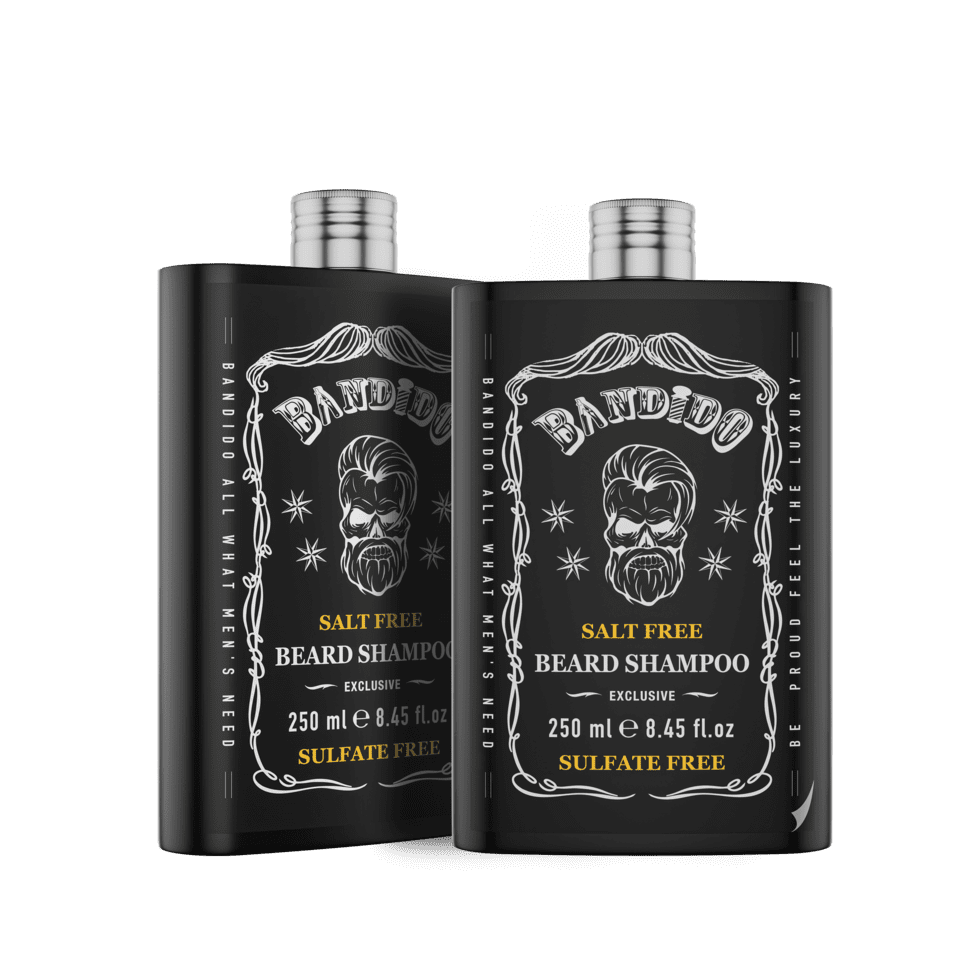 BANDIDO ALL WHAT MEN'S NEED
BANDIDO
SALT FREE
BEARD SHAMPOO
EXCLUSIVE
250 ml ℮ 8.45 fl.oz
SULFATE FREE
BANDIDO ALL WHAT MEN'S NEED
BANDIDO
SALT FREE
BEARD SHAMPOO
EXCLUSIVE
250 ml ℮ 8.45 fl.oz
SULFATE FREE
BE PROUD FEEL THE LUXURY